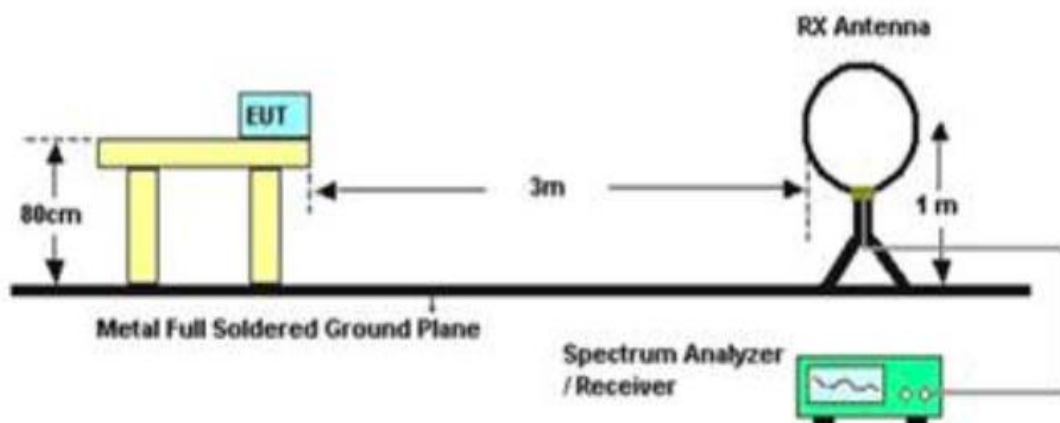 RX Antenna
EUT
80cm
3m
1 m
Metal Full Soldered Ground Plane
Spectrum Analyzer
/ Receiver